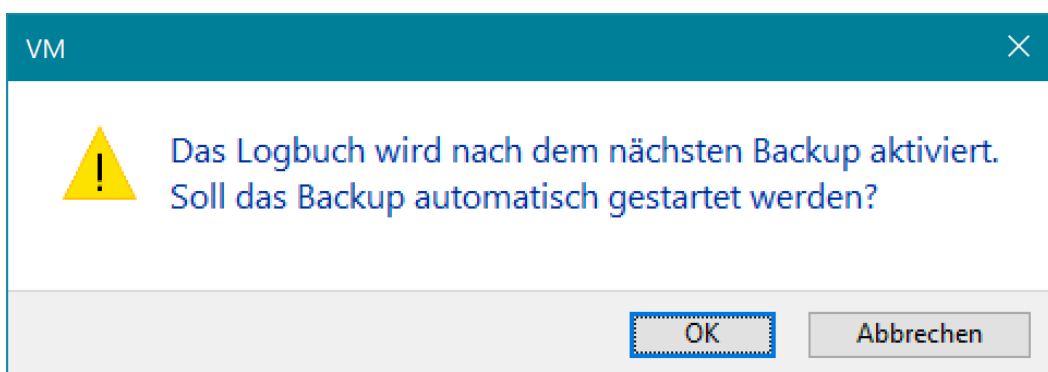 VM
Das Logbuch wird nach dem nächsten Backup aktiviert.
Soll das Backup automatisch gestartet werden?
OK
Abbrechen